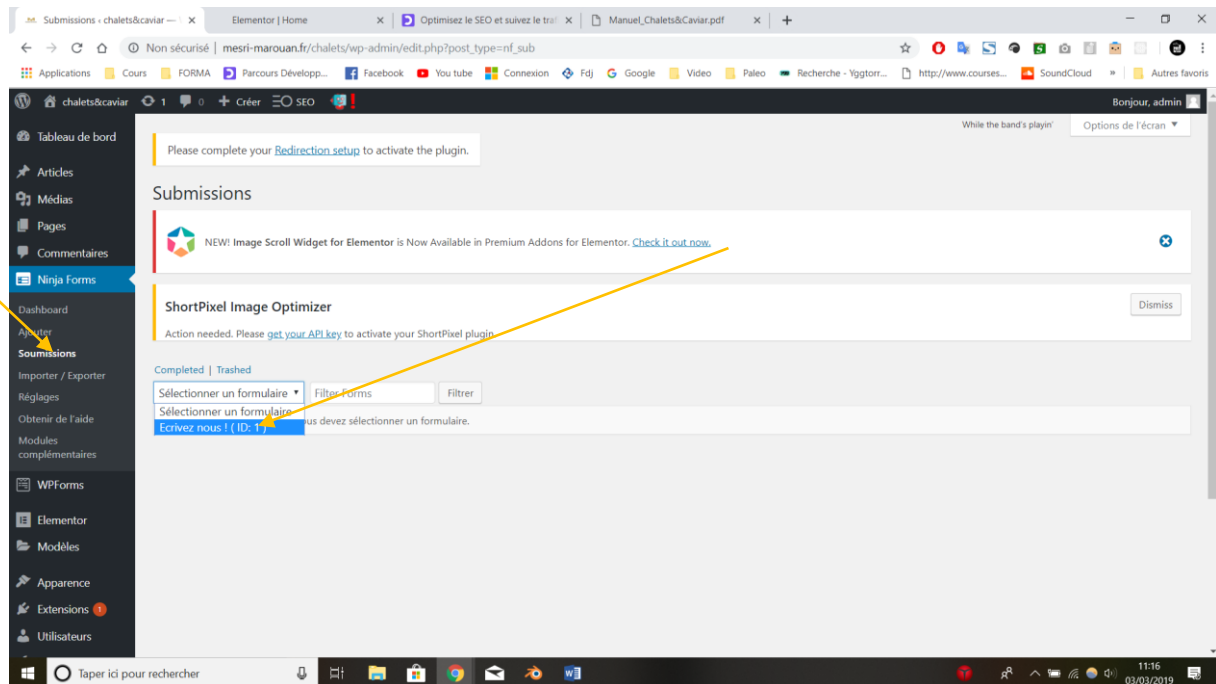 Submissions ‹ chalets&caviar —
Elementor | Home
Optimisez le SEO et suivez le traf
Manuel_Chalets&Caviar.pdf
Non sécurisé | mesri-marouan.fr/chalets/wp-admin/edit.php?post_type=nf_sub
Applications Cours FORMA Parcours Développ... Facebook You tube Connexion Fdj Google Video Paleo Recherche - Yggtorr... http://www.courses... SoundCloud » Autres favoris
chalets&caviar 1 0 + Créer SEO Bonjour, admin
While the band's playin' Options de l'écran ▼
Tableau de bord
Articles
Médias
Pages
Commentaires
Ninja Forms
Dashboard
Ajouter
Soumissions
Importer / Exporter
Réglages
Obtenir de l'aide
Modules
complémentaires
WPForms
Elementor
Modèles
Apparence
Extensions 1
Utilisateurs
Please complete your Redirection setup to activate the plugin.
Submissions
NEW! Image Scroll Widget for Elementor is Now Available in Premium Addons for Elementor. Check it out now.
ShortPixel Image Optimizer
Dismiss
Action needed. Please get your API key to activate your ShortPixel plugin.
Completed | Trashed
Sélectionner un formulaire ▼ Filter Forms Filtrer
Sélectionner un formulaire
Ecrivez nous ! ( ID: 1 )
devez sélectionner un formulaire.
Taper ici pour rechercher
11:16
03/03/2019